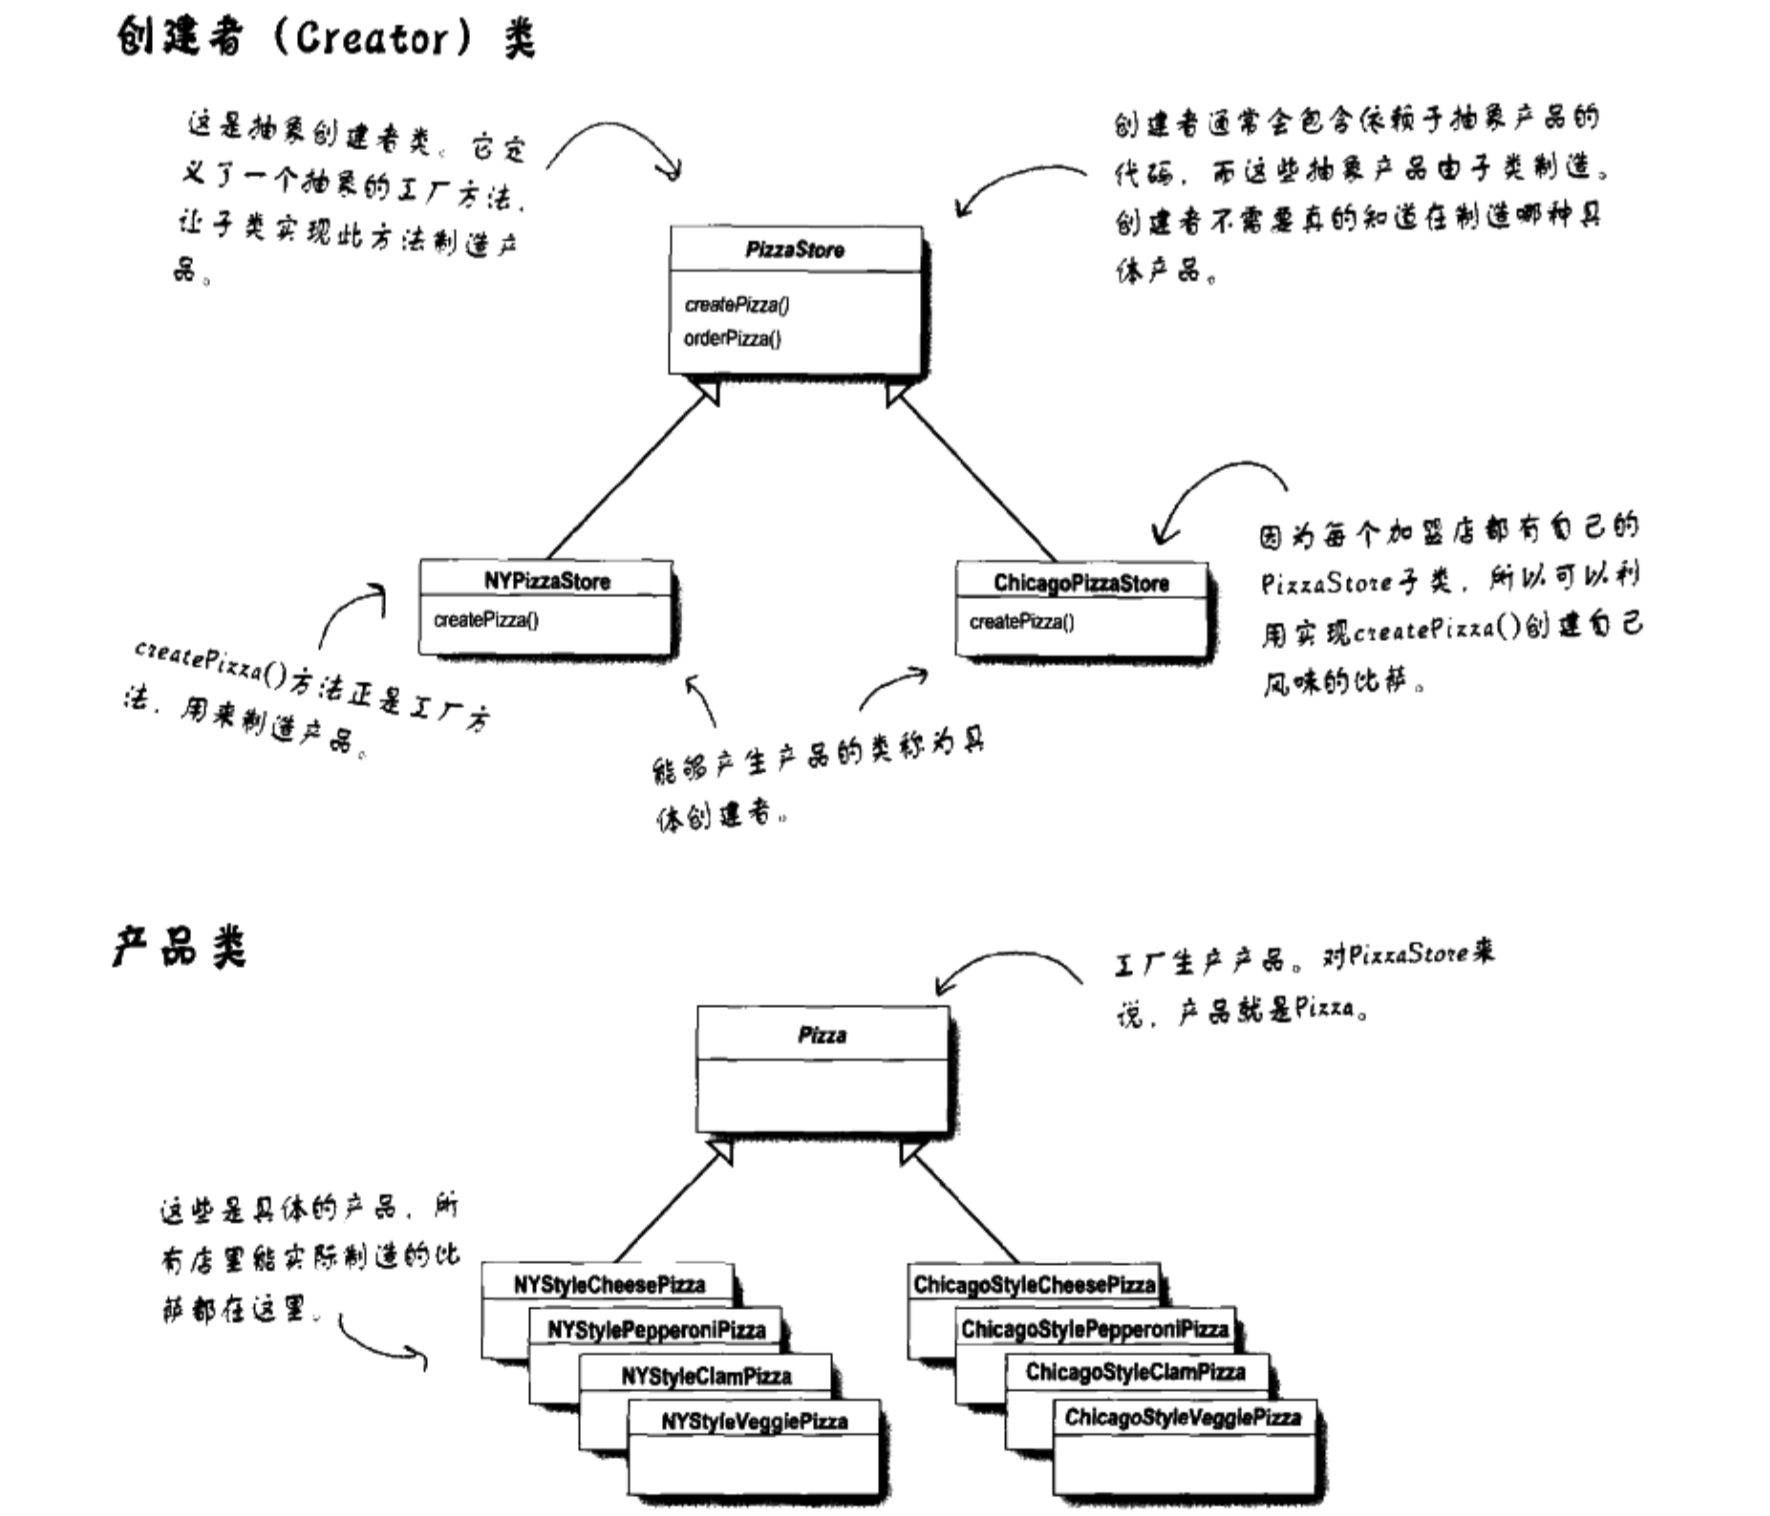 创建者（Creator）类
这是抽象创建者类。它定
义了一个抽象的工厂方法，
让子类实现此方法制造产
品。
创建者通常会包含依赖于抽象产品的
代码，而这些抽象产品由子类制造。
创建者不需要真的知道在制造哪种具
体产品。
PizzaStore
createPizza()
orderPizza()
NYPizzaStore
createPizza()
ChicagoPizzaStore
createPizza()
因为每个加盟店都有自己的
PizzaStore子类，所以可以利
用实现createPizza()创建自己
风味的比萨。
createPizza()方法正是工厂方
法，用来制造产品。
能够产生产品的类称为具
体创建者。
产品类
工厂生产产品。对PizzaStore来
说，产品就是Pizza。
Pizza
这些是具体的产品，所
有店里能实际制造的比
萨都在这里。
NYStyleCheesePizza
NYStylePepperoniPizza
NYStyleClamPizza
NYStyleVeggiePizza
ChicagoStyleCheesePizza
ChicagoStylePepperoniPizza
ChicagoStyleClamPizza
ChicagoStyleVeggiePizza